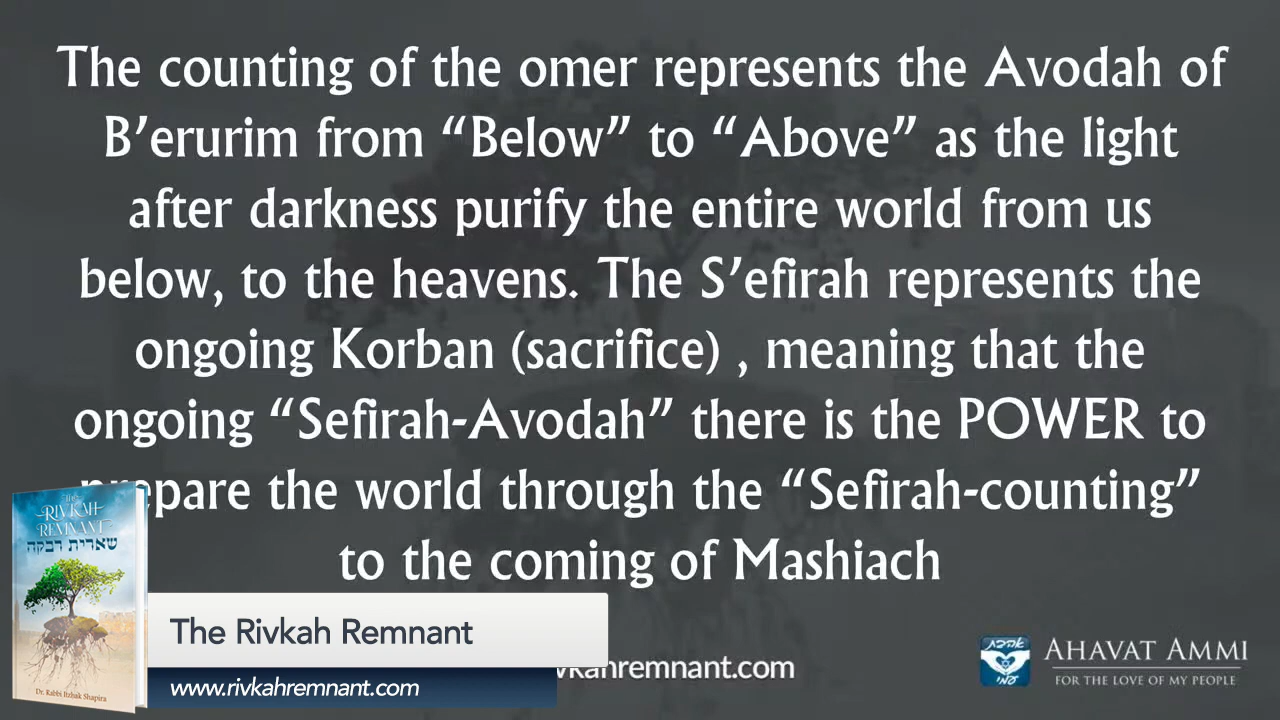 The counting of the omer represents the Avodah of
B’erurim from “Below” to “Above” as the light
after darkness purify the entire world from us
below, to the heavens. The S’efirah represents the
ongoing Korban (sacrifice) , meaning that the
ongoing “Sefirah-Avodah” there is the POWER to
prepare the world through the “Sefirah-counting”
to the coming of Mashiach
The
RIVKAH
REMNANT
שארית רבקה
Dr. Rabbi Itzhak Shapira
The Rivkah Remnant
www.rivkahremnant.com
vkahremnant.com
אהבת
עמי
AHAVAT AMMI
FOR THE LOVE OF MY PEOPLE